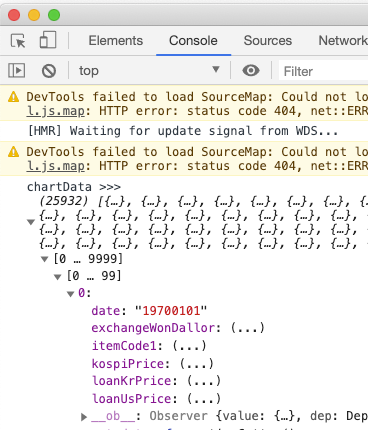 Elements Console Sources Network
top Filter
DevTools failed to load SourceMap: Could not lo
l.js.map: HTTP error: status code 404, net::ERR
[HMR] Waiting for update signal from WDS...
DevTools failed to load SourceMap: Could not lo
l.js.map: HTTP error: status code 404, net::ERR
chartData >>>
(25932) [{…}, {…}, {…}, {…}, {…}, {…}, {…},
{…}, {…}, {…}, {…}, {…}, {…}, {…}, {…}, {…},
{…}, {…}, {…}, {…}, {…}, {…}, {…}, {…}, {…},
{…}, {…}, {…}, {…}, {…}, {…}, {…}, {…}, {…},
[0 … 9999]
[0 … 99]
0:
date: "19700101"
exchangeWonDallor: (...)
itemCode1: (...)
kospiPrice: (...)
loanKrPrice: (...)
loanUsPrice: (...)
__ob__: Observer {value: {…}, dep: Dep